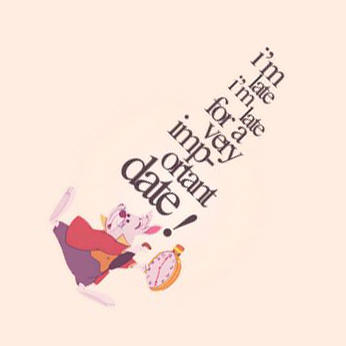 i'm
late
i'm late
for a
very
imp-
ortant
date!